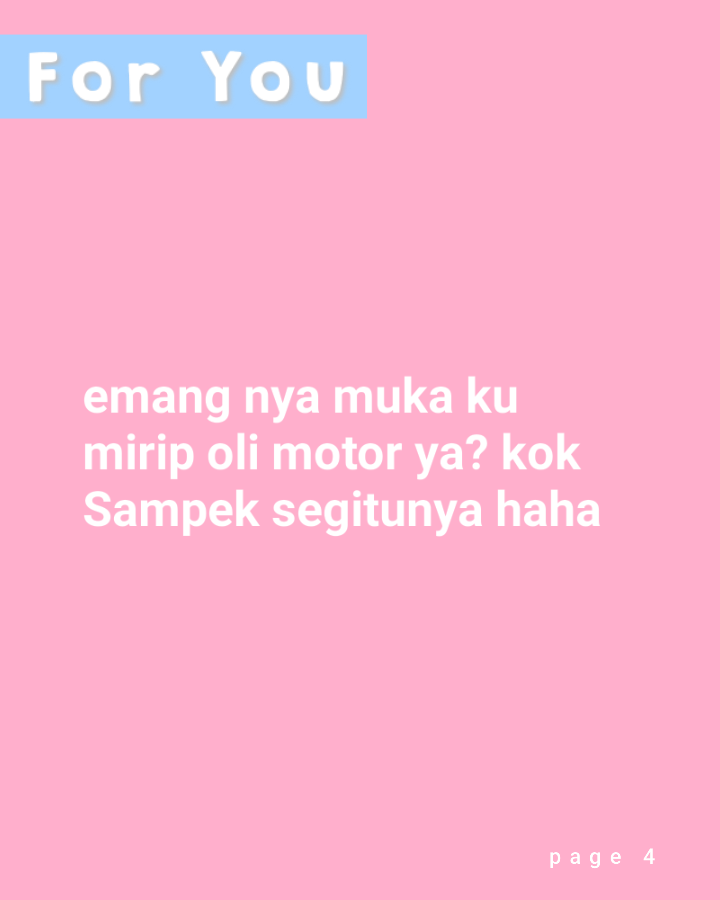 For You
emang nya muka ku
mirip oli motor ya? kok
Sampek segitunya haha
page 4